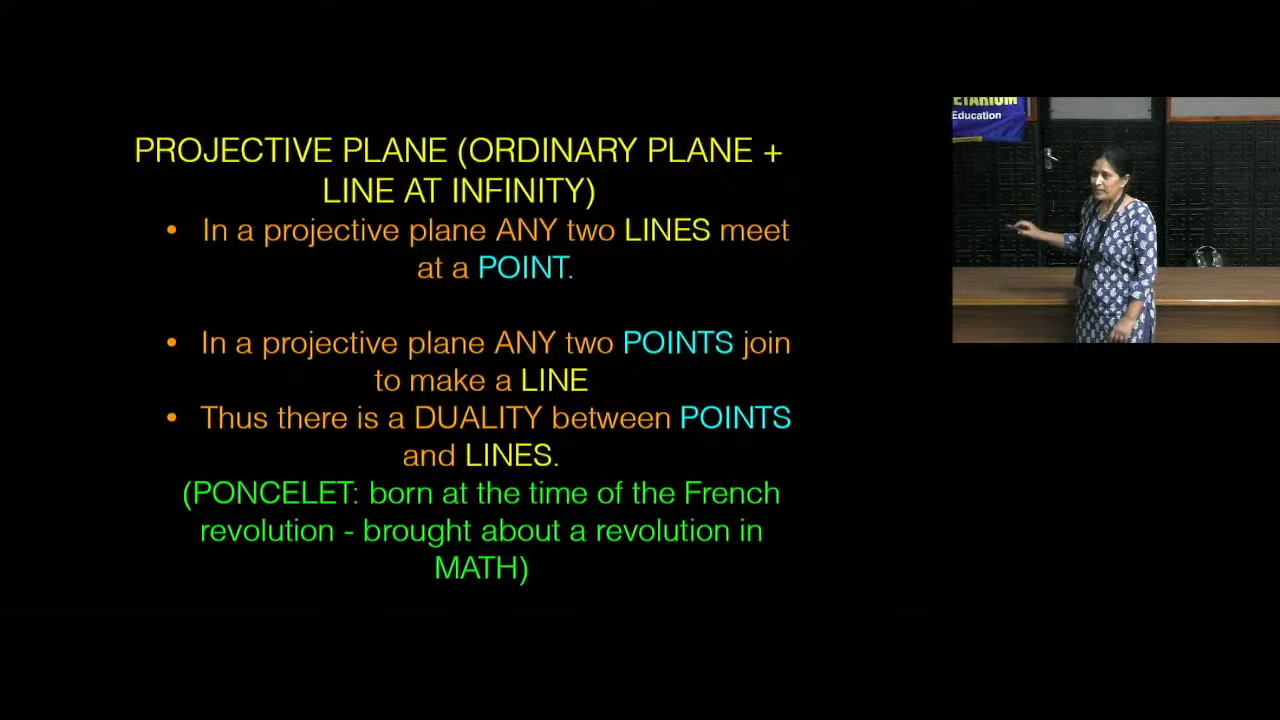 PROJECTIVE PLANE (ORDINARY PLANE +
LINE AT INFINITY)
• In a projective plane ANY two LINES meet
at a POINT.
• In a projective plane ANY two POINTS join
to make a LINE
• Thus there is a DUALITY between POINTS
and LINES.
(PONCELET: born at the time of the French
revolution - brought about a revolution in
MATH)
Education